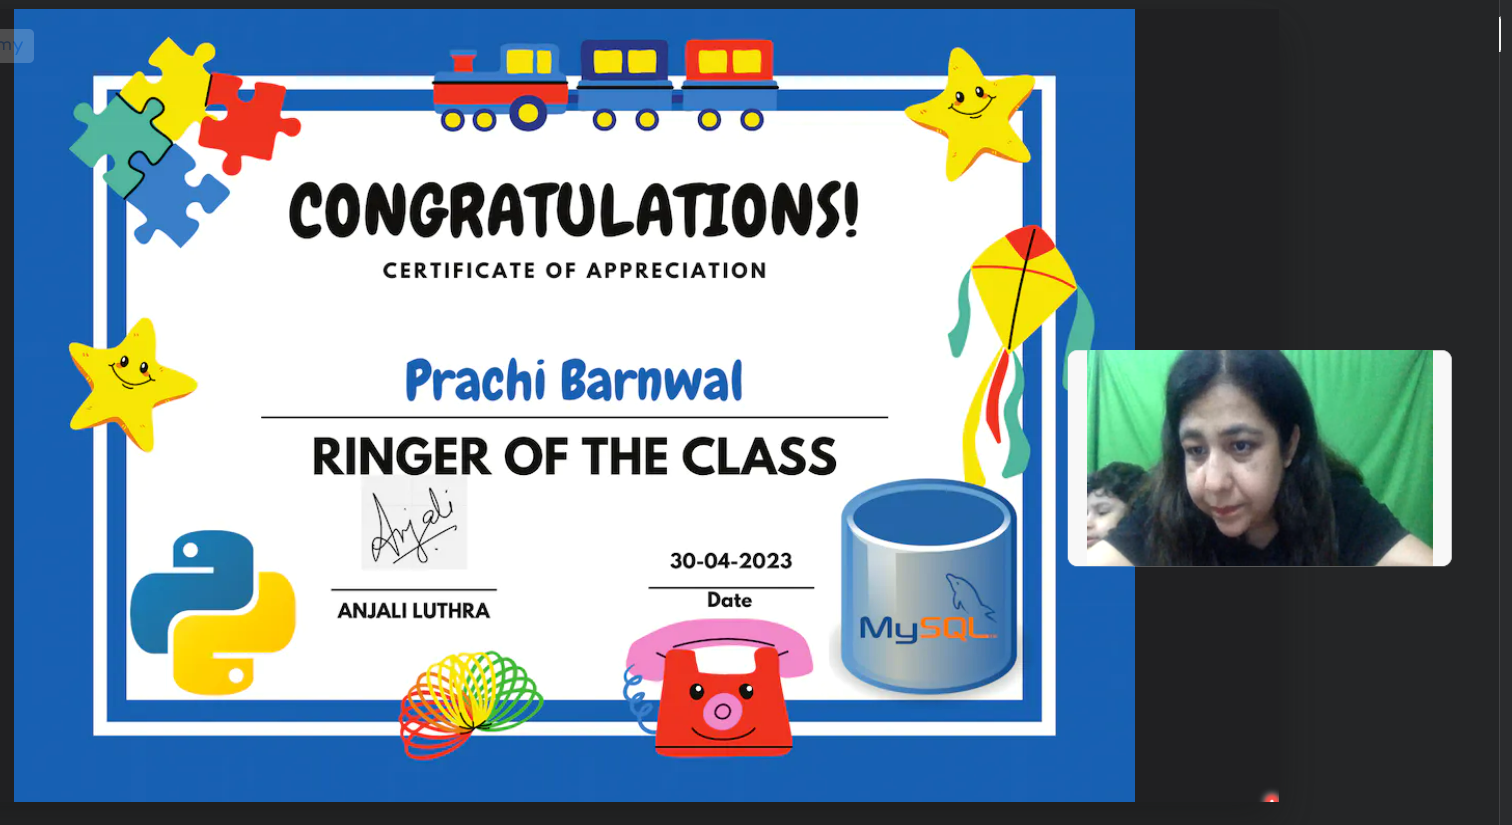 my
CONGRATULATIONS!
CERTIFICATE OF APPRECIATION
Prachi Barnwal
RINGER OF THE CLASS
Anjali
30-04-2023
ANJALI LUTHRA
Date
MySQL